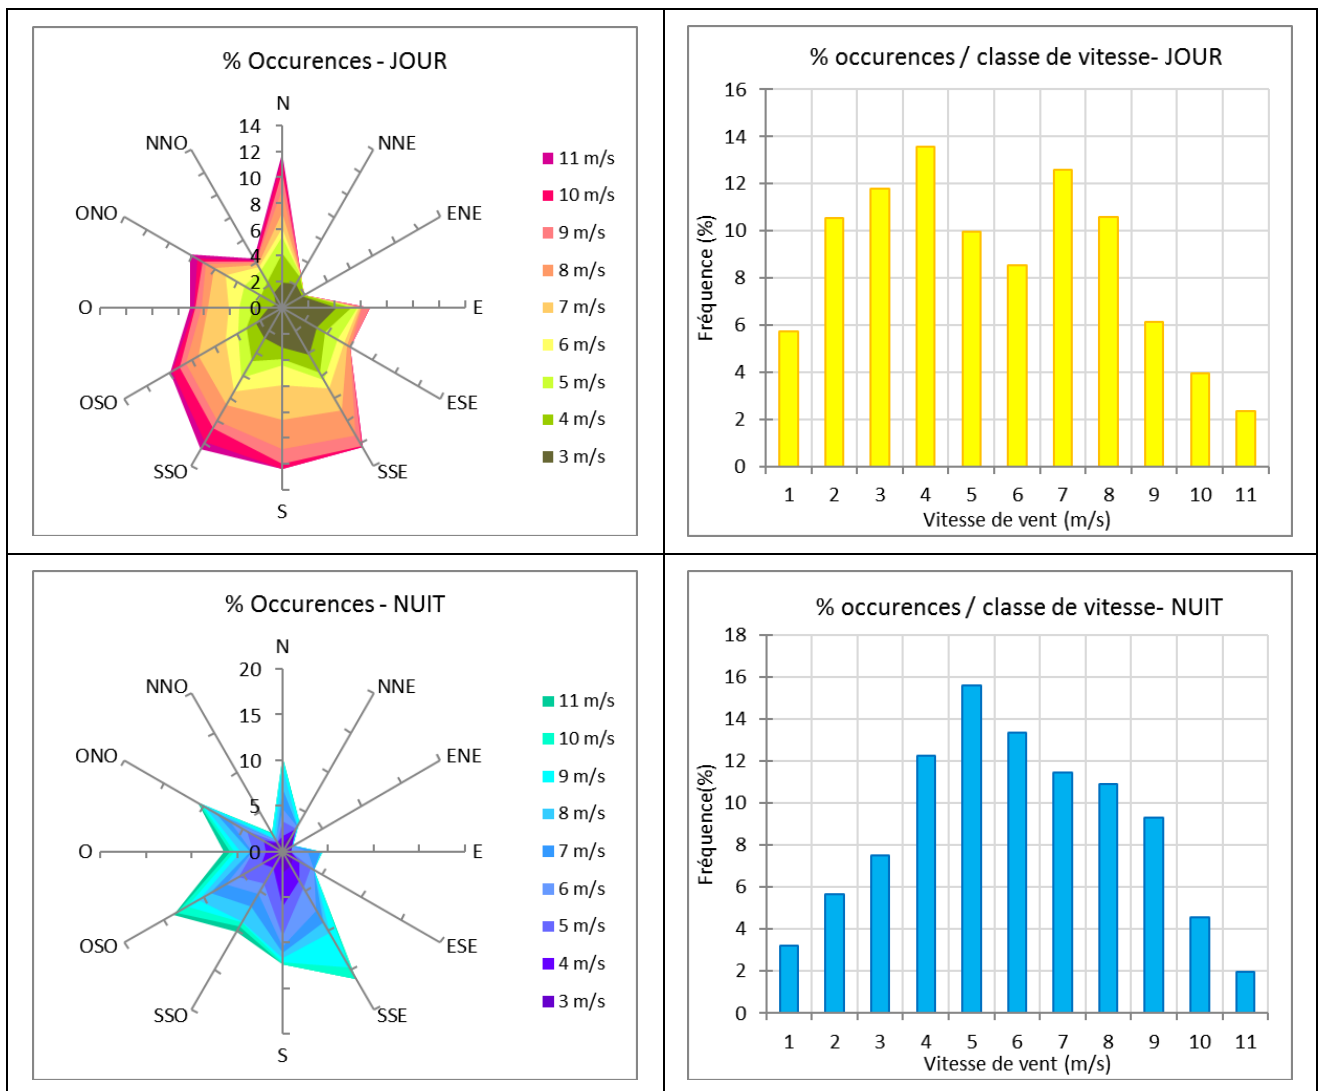 % Occurences - JOUR
N
NNE
ENE
E
ESE
SSE
S
SSO
OSO
O
ONO
NNO
14
12
10
8
6
4
2
0
11 m/s
10 m/s
9 m/s
8 m/s
7 m/s
6 m/s
5 m/s
4 m/s
3 m/s
% occurences / classe de vitesse- JOUR
Fréquence (%)
16
14
12
10
8
6
4
2
0
1 2 3 4 5 6 7 8 9 10 11
Vitesse de vent (m/s)
% Occurences - NUIT
N
NNE
ENE
E
ESE
SSE
S
SSO
OSO
O
ONO
NNO
20
15
10
5
0
11 m/s
10 m/s
9 m/s
8 m/s
7 m/s
6 m/s
5 m/s
4 m/s
3 m/s
% occurences / classe de vitesse- NUIT
Fréquence(%)
18
16
14
12
10
8
6
4
2
0
1 2 3 4 5 6 7 8 9 10 11
Vitesse de vent (m/s)